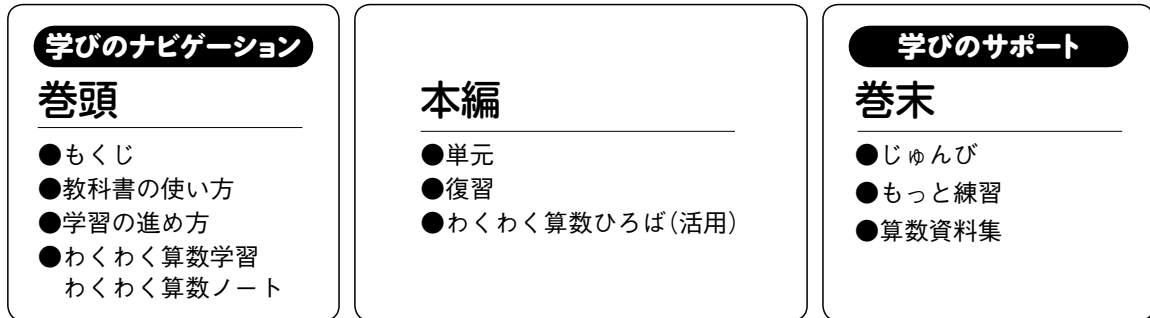 学びのナビゲーション
巻頭
●もくじ
●教科書の使い方
●学習の進め方
●わくわく算数学習
わくわく算数ノート
本編
●単元
●復習
●わくわく算数ひろば(活用)
学びのサポート
巻末
●じゅんび
●もっと練習
●算数資料集